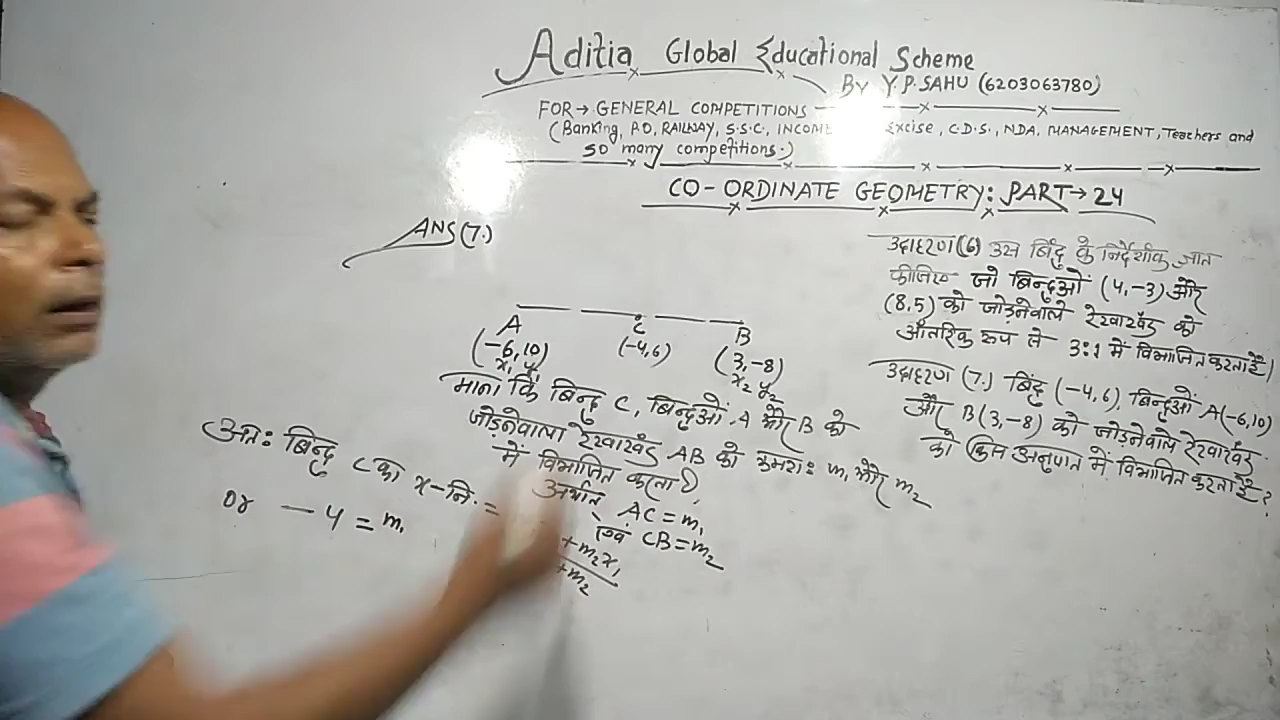 Aditia Global Educational Scheme
BY Y.P. SAHU (6203063780)
FOR → GENERAL COMPETITIONS
(Banking, P.O, RAILWAY, S.S.C., INCOME Excise, C.D.S., NDA, MANAGEMENT, Teachers and
so many competitions.)
CO-ORDINATE GEOMETRY: PART → 24
उदाहरण (6) उस बिंदु के निर्देशांक ज्ञात
कीजिए जो बिन्दुओं (4,-3) और
(8,5) को जोड़नेवाले रेखाखंड को
आंतरिक रूप से 3:1 में विभाजित करता है।
उदाहरण (7.) बिंदु (-4,6), बिन्दुओं A(-6,10)
और B(3,-8) को जोड़नेवाले रेखाखंड
को किस अनुपात में विभाजित करता है?
ANS (7.)
A C B
(-6,10) (-4,6) (3,-8)
x₁ y₁ x₂ y₂
माना कि बिन्दु C, बिन्दुओं A और B को
जोड़नेवाला रेखाखंड AB को क्रमशः m₁ और m₂
में विभाजित करता है,
अर्थात् AC = m₁
एवं CB = m₂
अतः बिन्दु C का x-नि. =
+ m₂x₁
+ m₂
or -4 = m₁